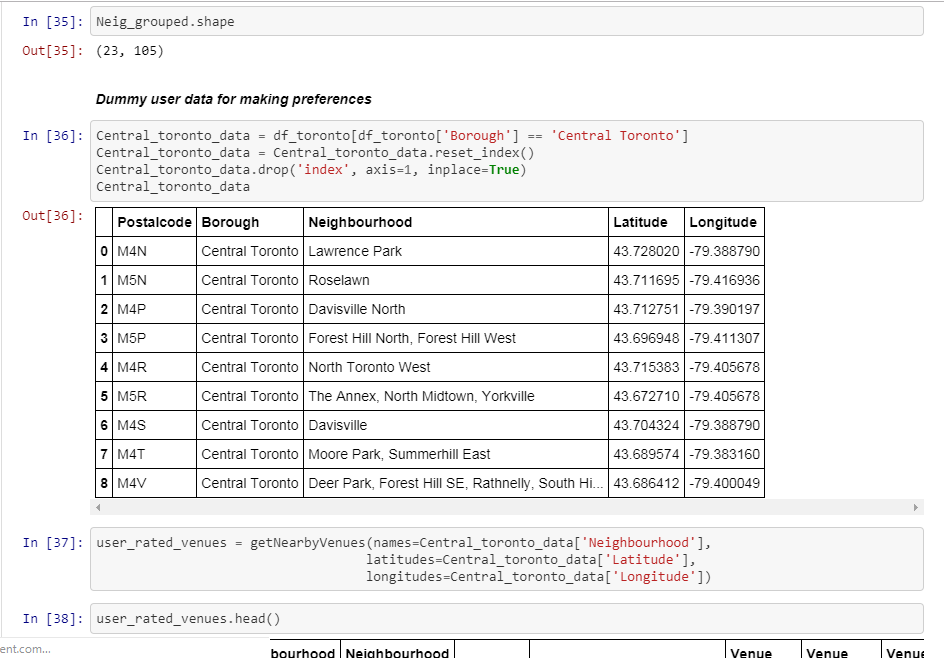 In [35]: Neig_grouped.shape
Out[35]: (23, 105)
Dummy user data for making preferences
In [36]: Central_toronto_data = df_toronto[df_toronto['Borough'] == 'Central Toronto']
Central_toronto_data = Central_toronto_data.reset_index()
Central_toronto_data.drop('index', axis=1, inplace=True)
Central_toronto_data
Out[36]:
Postalcode Borough Neighbourhood Latitude Longitude
0 M4N Central Toronto Lawrence Park 43.728020 -79.388790
1 M5N Central Toronto Roselawn 43.711695 -79.416936
2 M4P Central Toronto Davisville North 43.712751 -79.390197
3 M5P Central Toronto Forest Hill North, Forest Hill West 43.696948 -79.411307
4 M4R Central Toronto North Toronto West 43.715383 -79.405678
5 M5R Central Toronto The Annex, North Midtown, Yorkville 43.672710 -79.405678
6 M4S Central Toronto Davisville 43.704324 -79.388790
7 M4T Central Toronto Moore Park, Summerhill East 43.689574 -79.383160
8 M4V Central Toronto Deer Park, Forest Hill SE, Rathnelly, South Hi... 43.686412 -79.400049
In [37]: user_rated_venues = getNearbyVenues(names=Central_toronto_data['Neighbourhood'],
latitudes=Central_toronto_data['Latitude'],
longitudes=Central_toronto_data['Longitude'])
In [38]: user_rated_venues.head()
ent.com...
bourhood Neighbourhood Venue Venue Venue